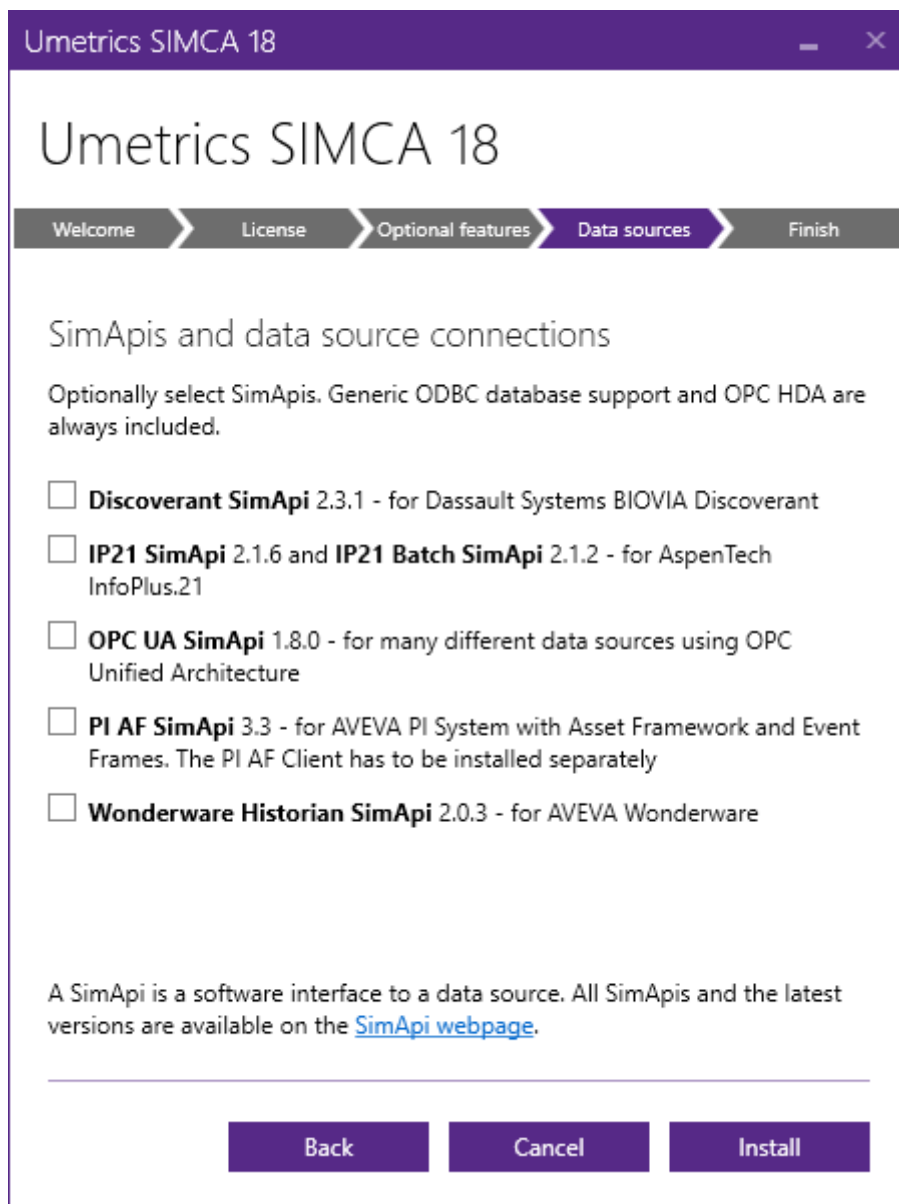 Umetrics SIMCA 18
Umetrics SIMCA 18
Welcome
License
Optional features
Data sources
Finish
SimApis and data source connections
Optionally select SimApis. Generic ODBC database support and OPC HDA are
always included.
Discoverant SimApi 2.3.1 - for Dassault Systems BIOVIA Discoverant
IP21 SimApi 2.1.6 and IP21 Batch SimApi 2.1.2 - for AspenTech
InfoPlus.21
OPC UA SimApi 1.8.0 - for many different data sources using OPC
Unified Architecture
PI AF SimApi 3.3 - for AVEVA PI System with Asset Framework and Event
Frames. The PI AF Client has to be installed separately
Wonderware Historian SimApi 2.0.3 - for AVEVA Wonderware
A SimApi is a software interface to a data source. All SimApis and the latest
versions are available on the SimApi webpage.
Back
Cancel
Install